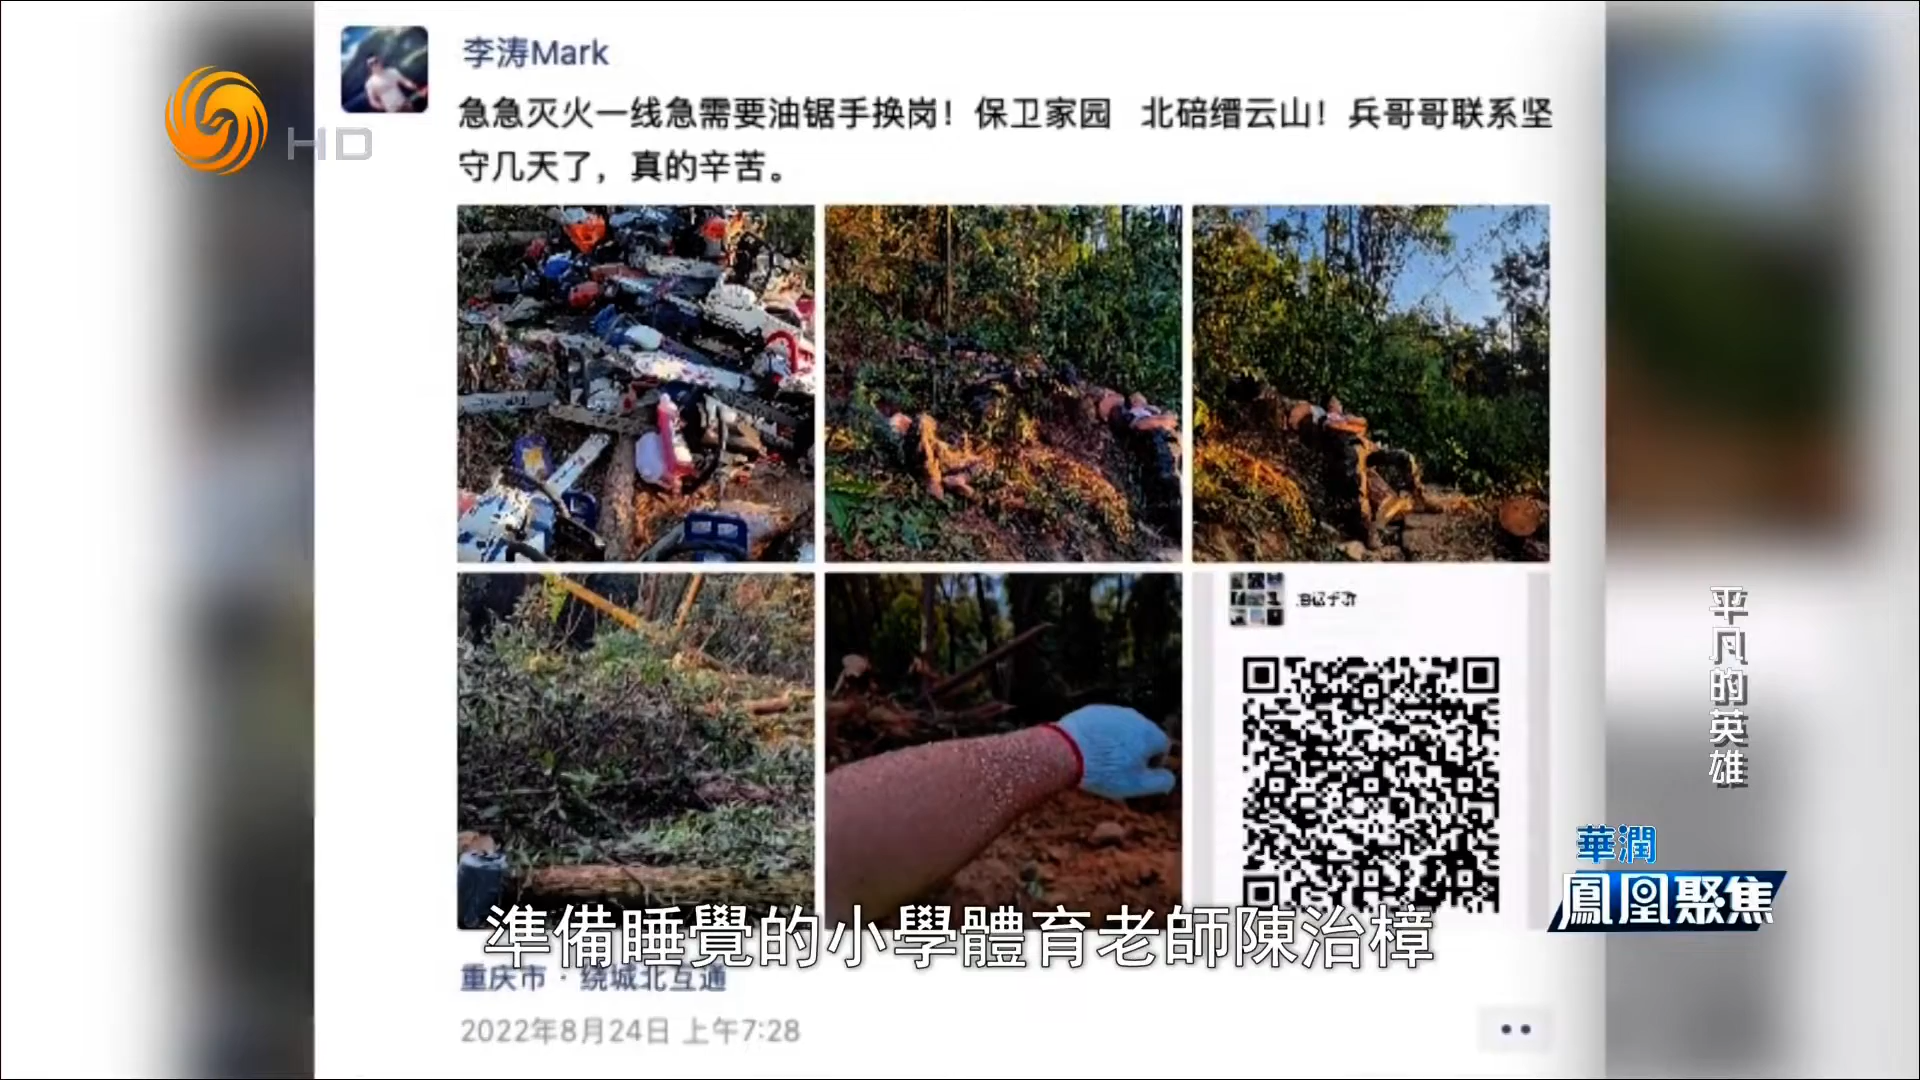 李涛Mark
急急灭火一线急需要油锯手换岗！保卫家园 北碚缙云山！兵哥哥联系坚
守几天了，真的辛苦。
HD
平凡的英雄
華潤
鳳凰聚焦
準備睡覺的小學體育老師陳治樟
重庆市·绕城北互通
2022年8月24日 上午7:28